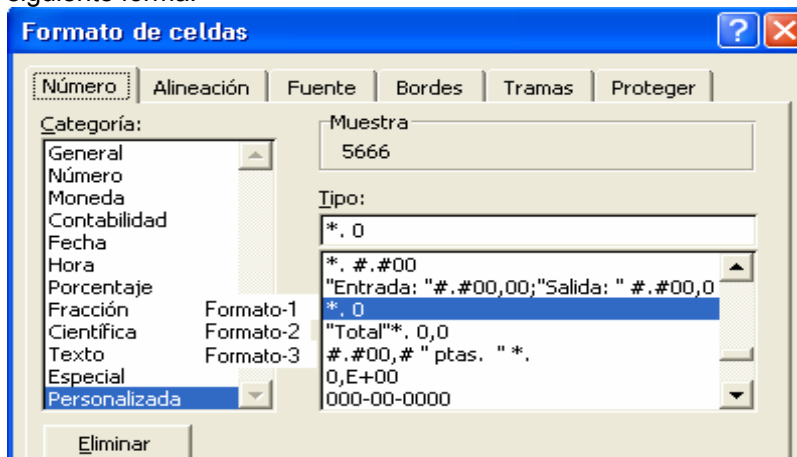 siguiente forma:
Formato de celdas
Número Alineación Fuente Bordes Tramas Proteger
Categoría:
General
Número
Moneda
Contabilidad
Fecha
Hora
Porcentaje
Fracción
Científica
Texto
Especial
Personalizada
Formato-1
Formato-2
Formato-3
Muestra
5666
Tipo:
*. 0
*. #.#00
"Entrada: "#.#00,00;"Salida: " #.#00,0
*. 0
"Total"*. 0,0
#.#00,# " ptas. " *.
0,E+00
000-00-0000
Eliminar